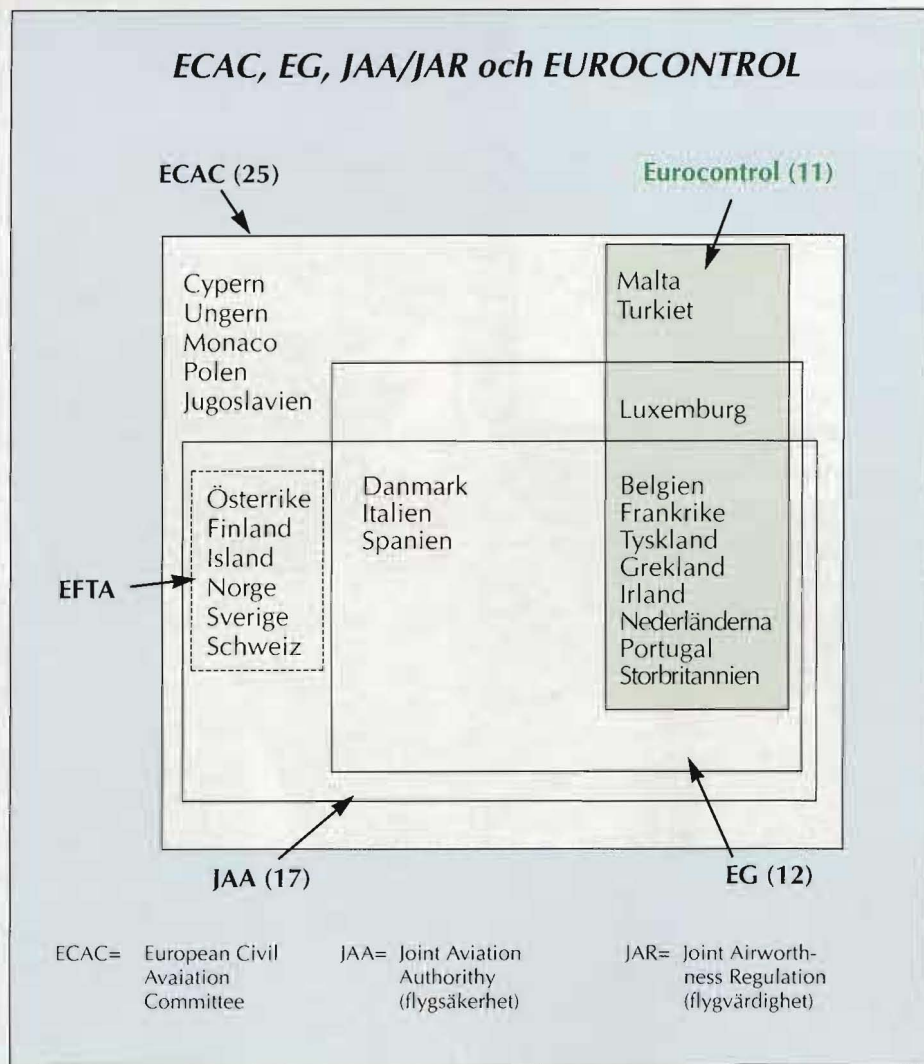 ECAC, EG, JAA/JAR och EUROCONTROL
ECAC (25)
Eurocontrol (11)
Cypern
Ungern
Monaco
Polen
Jugoslavien
Malta
Turkiet
Luxemburg
EFTA
Österrike
Finland
Island
Norge
Sverige
Schweiz
Danmark
Italien
Spanien
Belgien
Frankrike
Tyskland
Grekland
Irland
Nederländerna
Portugal
Storbritannien
JAA (17)
EG (12)
ECAC= European Civil
Avaiation
Committee
JAA= Joint Aviation
Authorithy
(flygsäkerhet)
JAR= Joint Airworth-
ness Regulation
(flygvärdighet)